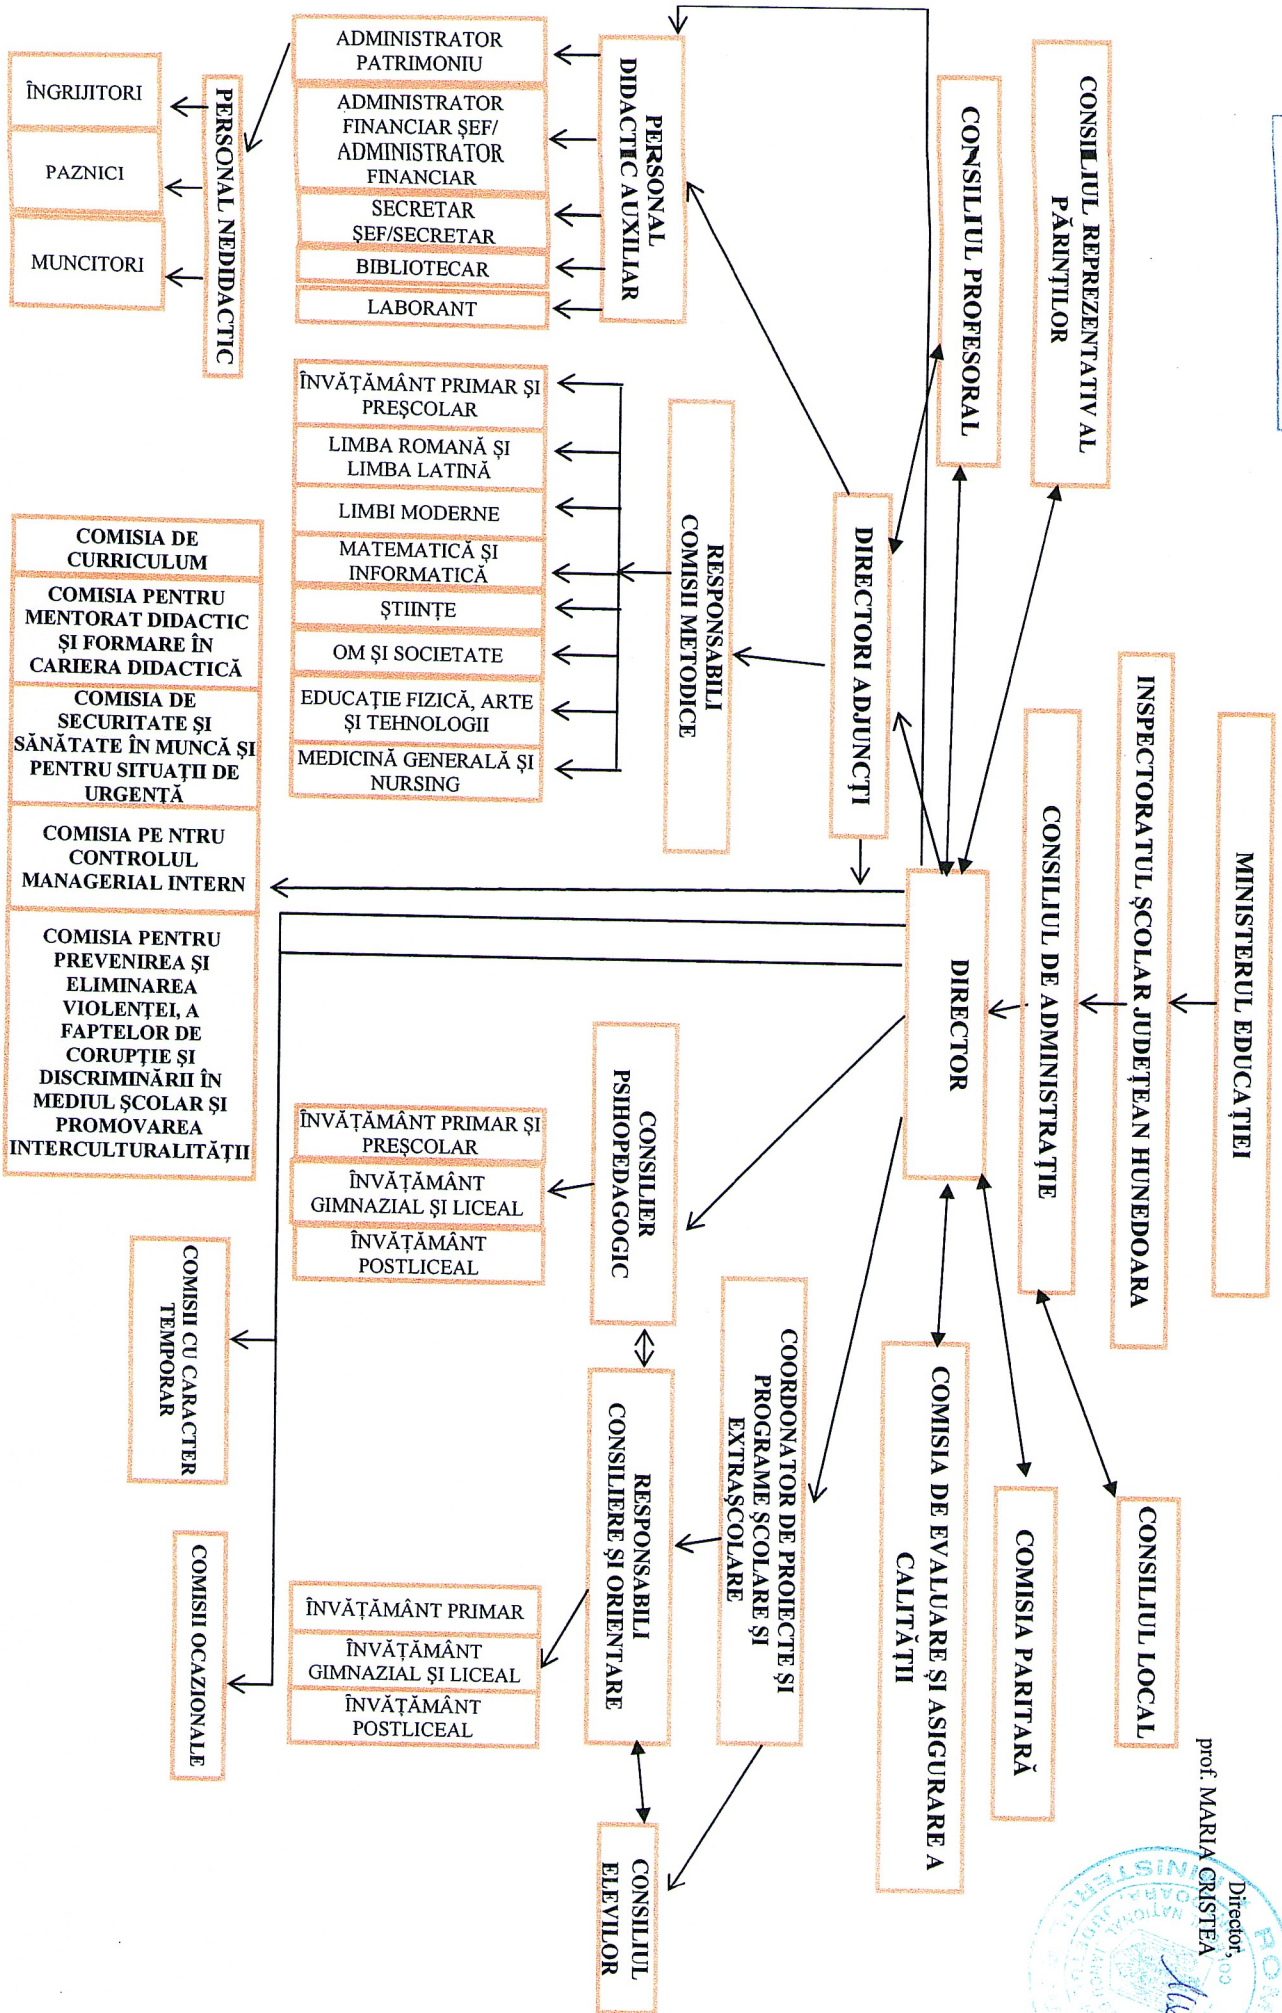 Director,
prof. MARIA CRISTEA
MINISTERUL EDUCAȚIEI
INSPECTORATUL ȘCOLAR JUDEȚEAN HUNEDOARA
CONSILIUL DE ADMINISTRAȚIE
DIRECTOR
CONSILIUL REPREZENTATIV AL
PĂRINȚILOR
CONSILIUL PROFESORAL
CONSILIUL LOCAL
COMISIA PARITARĂ
COMISIA DE EVALUARE ȘI ASIGURARE A
CALITĂȚII
DIRECTORI ADJUNCȚI
COORDONATOR DE PROIECTE ȘI
PROGRAME ȘCOLARE ȘI
EXTRAȘCOLARE
PERSONAL
DIDACTIC AUXILIAR
RESPONSABILI
COMISII METODICE
CONSILIER
PSIHOPEDAGOGIC
RESPONSABILI
CONSILIERE ȘI ORIENTARE
CONSILIUL
ELEVILOR
ADMINISTRATOR
PATRIMONIU
ADMINISTRATOR
FINANCIAR ȘEF/
ADMINISTRATOR
FINANCIAR
SECRETAR
ȘEF/SECRETAR
BIBLIOTECAR
LABORANT
ÎNVĂȚĂMÂNT PRIMAR ȘI
PREȘCOLAR
LIMBA ROMANĂ ȘI
LIMBA LATINĂ
LIMBI MODERNE
MATEMATICĂ ȘI
INFORMATICĂ
ȘTIINȚE
OM ȘI SOCIETATE
EDUCAȚIE FIZICĂ, ARTE
ȘI TEHNOLOGII
MEDICINĂ GENERALĂ ȘI
NURSING
ÎNVĂȚĂMÂNT PRIMAR ȘI
PREȘCOLAR
ÎNVĂȚĂMÂNT
GIMNAZIAL ȘI LICEAL
ÎNVĂȚĂMÂNT
POSTLICEAL
ÎNVĂȚĂMÂNT PRIMAR
ÎNVĂȚĂMÂNT
GIMNAZIAL ȘI LICEAL
ÎNVĂȚĂMÂNT
POSTLICEAL
PERSONAL NEDIDACTIC
ÎNGRIJITORI
PAZNICI
MUNCITORI
COMISIA DE
CURRICULUM
COMISIA PENTRU
MENTORAT DIDACTIC
ȘI FORMARE ÎN
CARIERA DIDACTICĂ
COMISIA DE
SECURITATE ȘI
SĂNĂTATE ÎN MUNCĂ ȘI
PENTRU SITUAȚII DE
URGENȚĂ
COMISIA PE NTRU
CONTROLUL
MANAGERIAL INTERN
COMISIA PENTRU
PREVENIREA ȘI
ELIMINAREA
VIOLENȚEI, A
FAPTELOR DE
CORUPȚIE ȘI
DISCRIMINĂRII ÎN
MEDIUL ȘCOLAR ȘI
PROMOVAREA
INTERCULTURALITĂȚII
COMISII CU CARACTER
TEMPORAR
COMISII OCAZIONALE